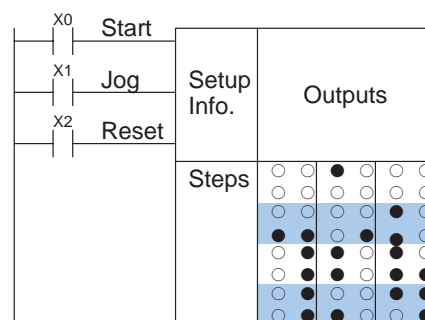 X0 Start
X1 Jog
X2 Reset
Setup
Info.
Outputs
Steps